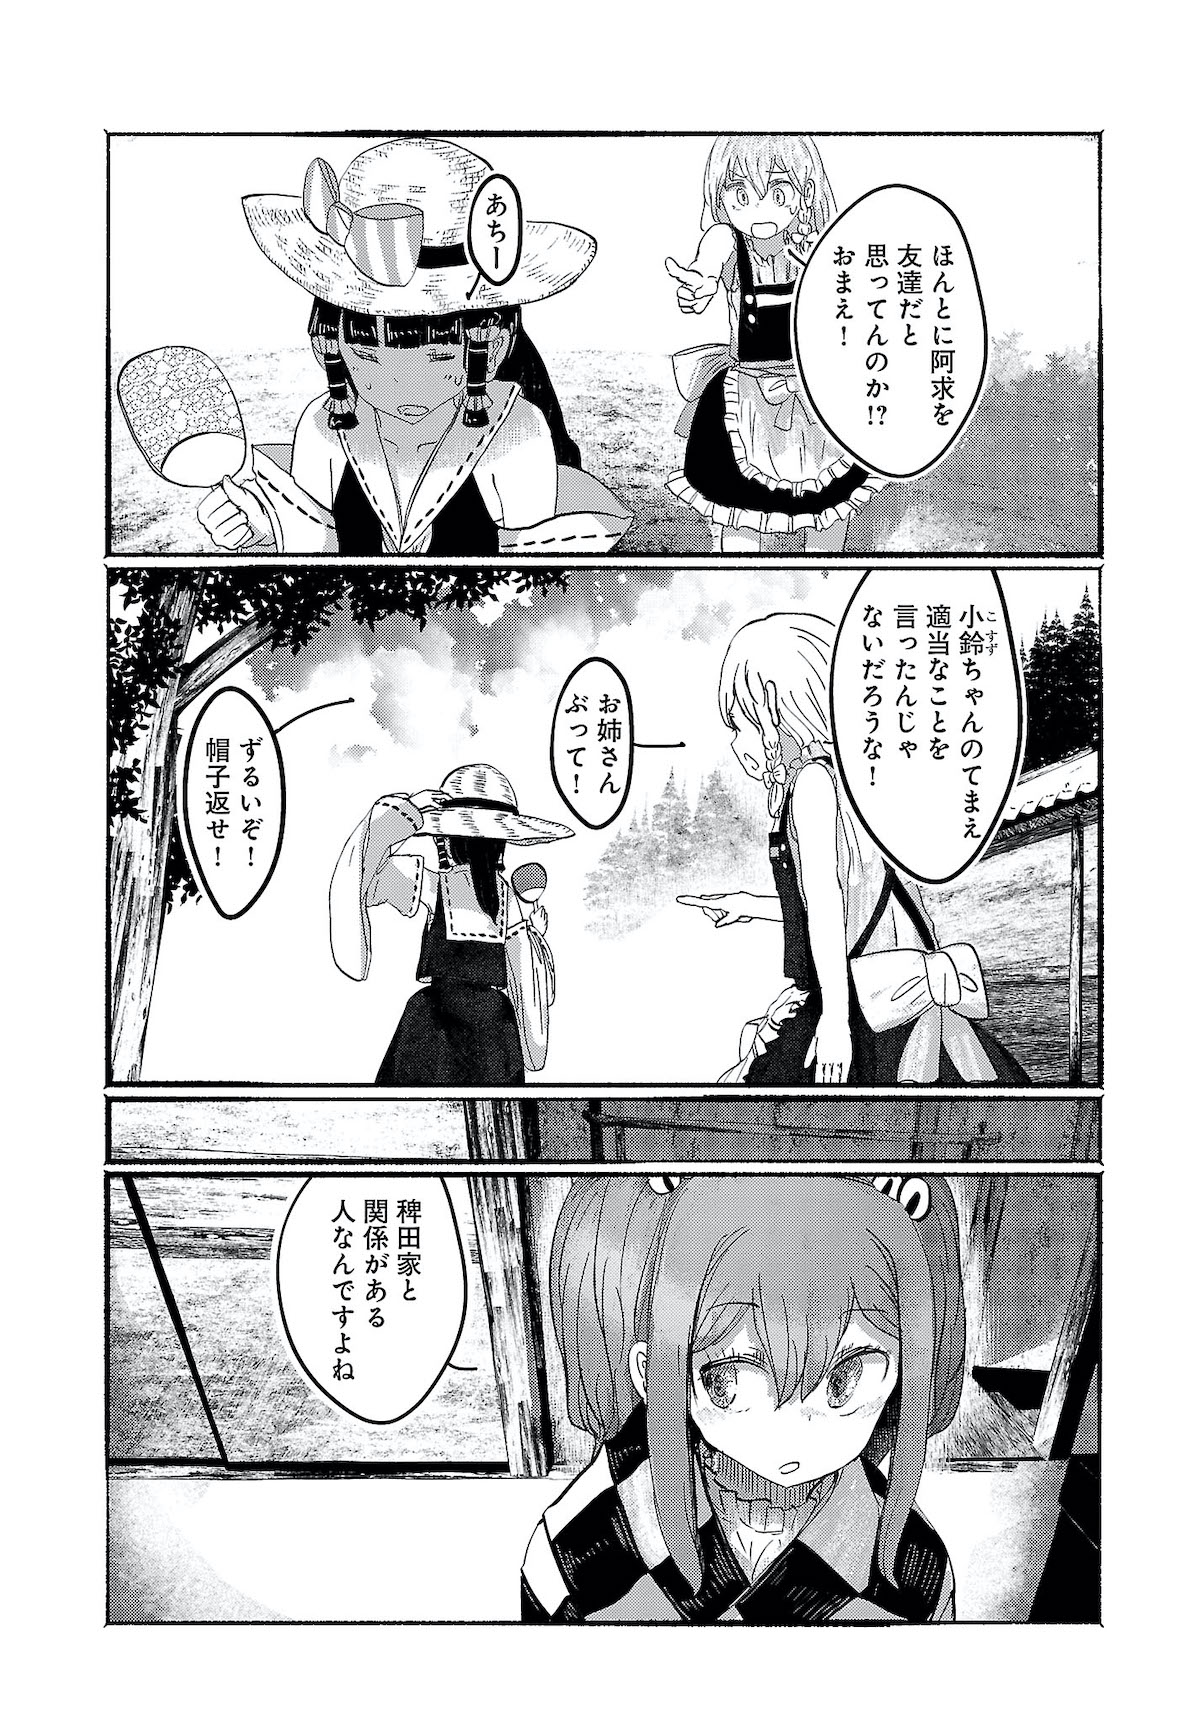 ほんとに阿求を
友達だと
思ってんのか!?
おまえ！
あちー
小鈴ちゃんのてまえ
こすず
適当なことを
言ったんじゃ
ないだろうな！
お姉さん
ぶって！
ずるいぞ！
帽子返せ！
稗田家と
関係がある
人なんですよね